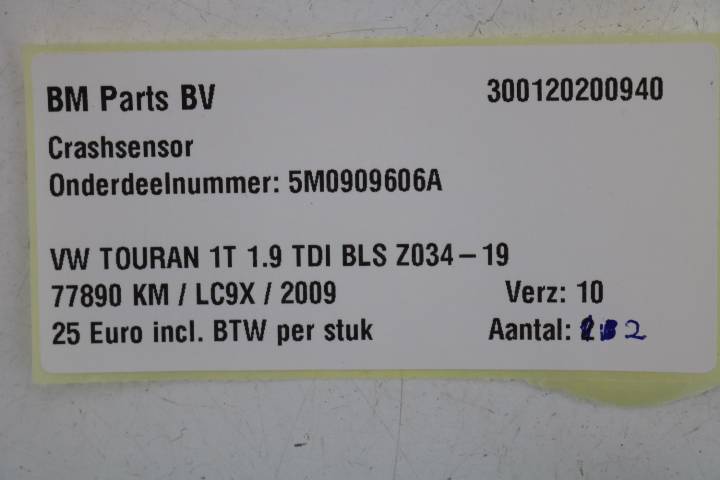 BM Parts BV 300120200940
Crashsensor
Onderdeelnummer: 5M0909606A
VW TOURAN 1T 1.9 TDI BLS Z034-19
77890 KM / LC9X / 2009 Verz: 10
25 Euro incl. BTW per stuk Aantal: 2